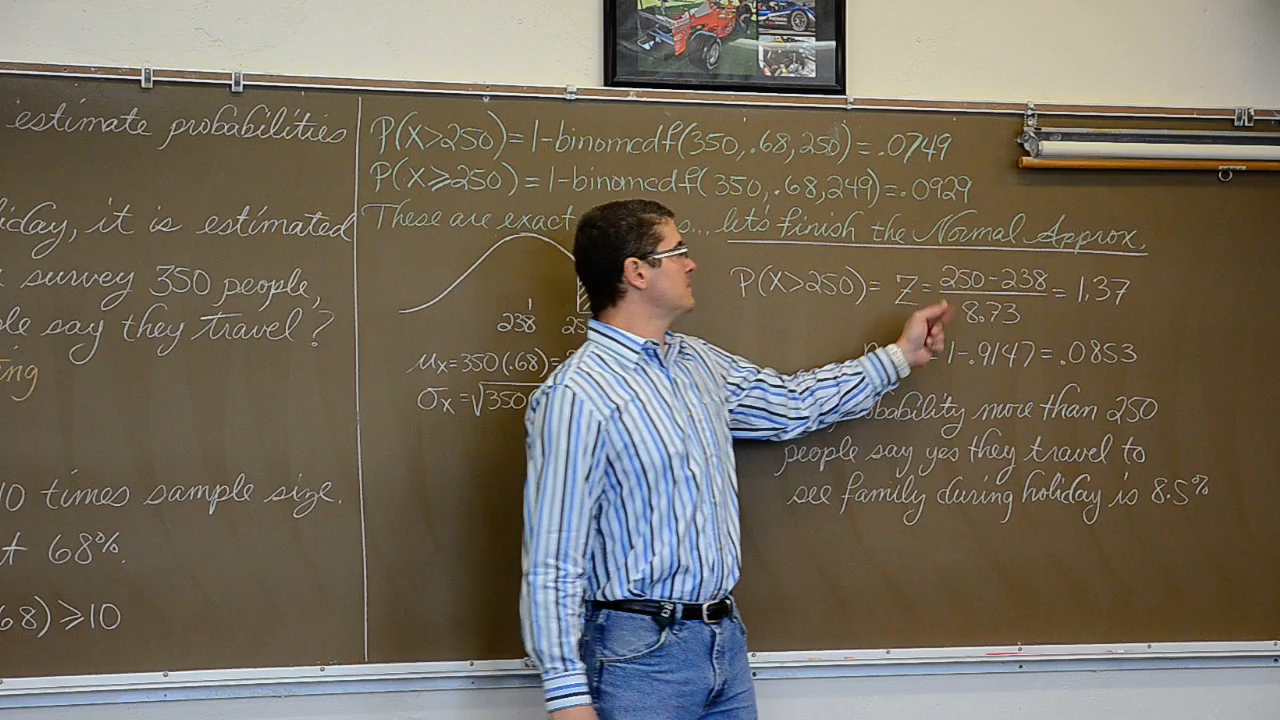 estimate probabilities
iday, it is estimated
survey 350 people,
le say they travel?
ing
10 times sample size.
t 68%.
68) ≥ 10
P(X>250)=1-binomcdf(350,.68,250)=.0749
P(X≥250)=1-binomcdf(350,.68,249)=.0929
These are exact ... let's finish the Normal Approx.
238 25
μx=350(.68)=
σx=√350
P(X>250)= Z= 250-238 = 1.37
8.73
= 1-.9147=.0853
bability more than 250
people say yes they travel to
see family during holiday is 8.5%